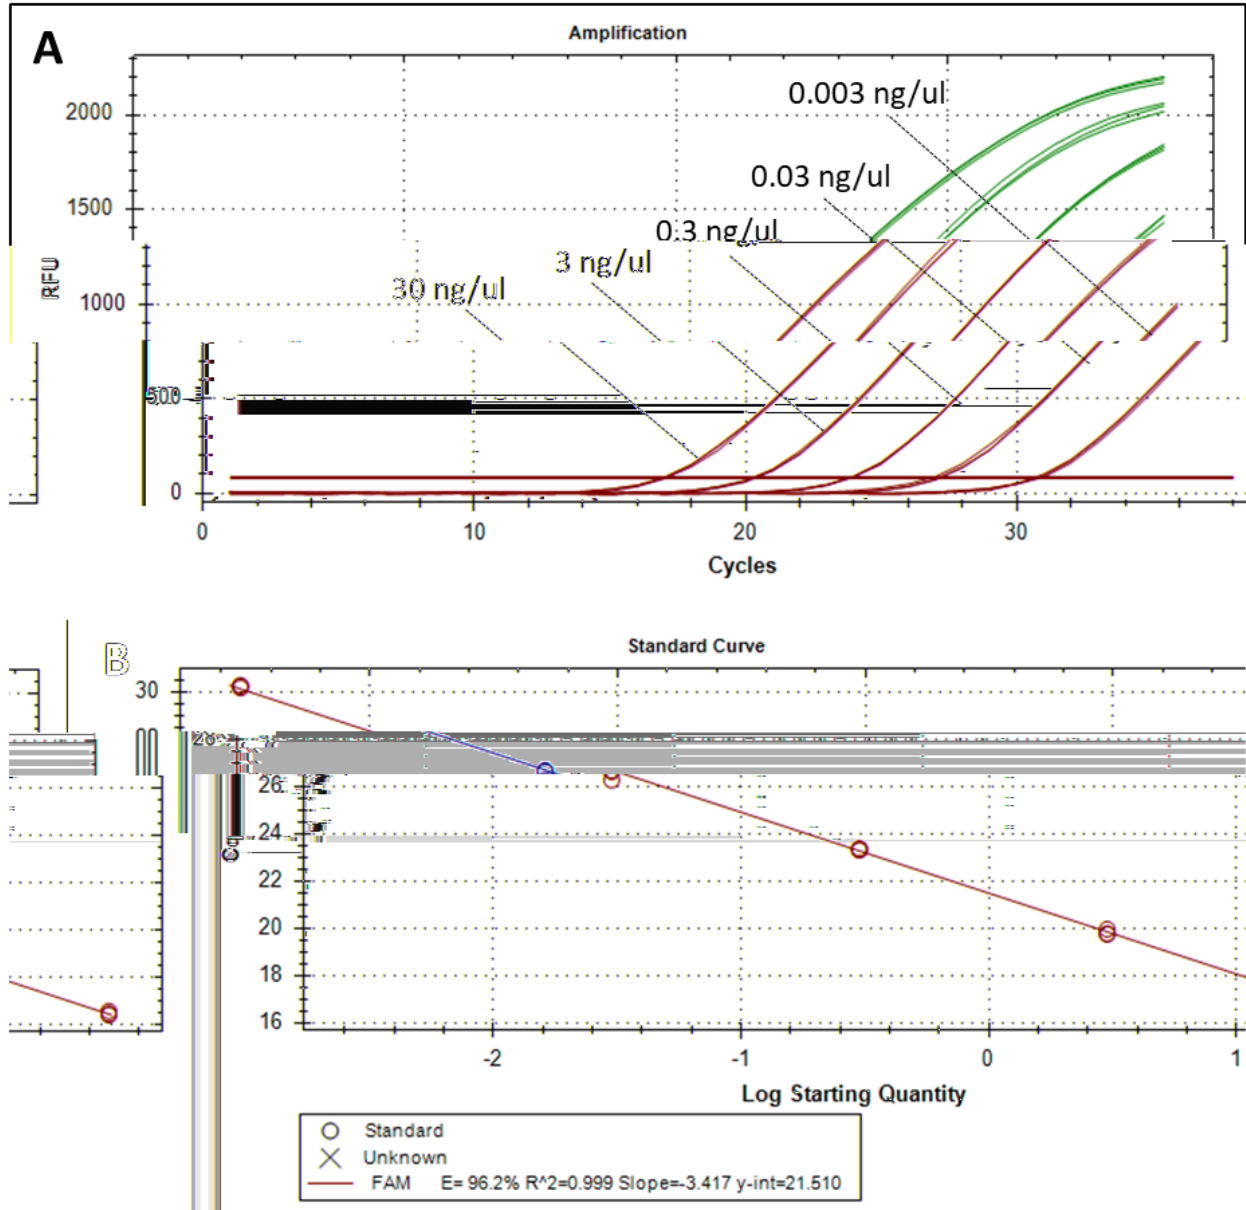 A
Amplification
0.003 ng/ul
2000
0.03 ng/ul
1500
0.3 ng/ul
3 ng/ul
RFU
30 ng/ul
1000
500
0
0 10 20 30
Cycles
B
Standard Curve
30
26
24
Cq
22
20
18
16
-2 -1 0 1
Log Starting Quantity
Standard
Unknown
FAM E= 96.2% R^2=0.999 Slope=-3.417 y-int=21.510